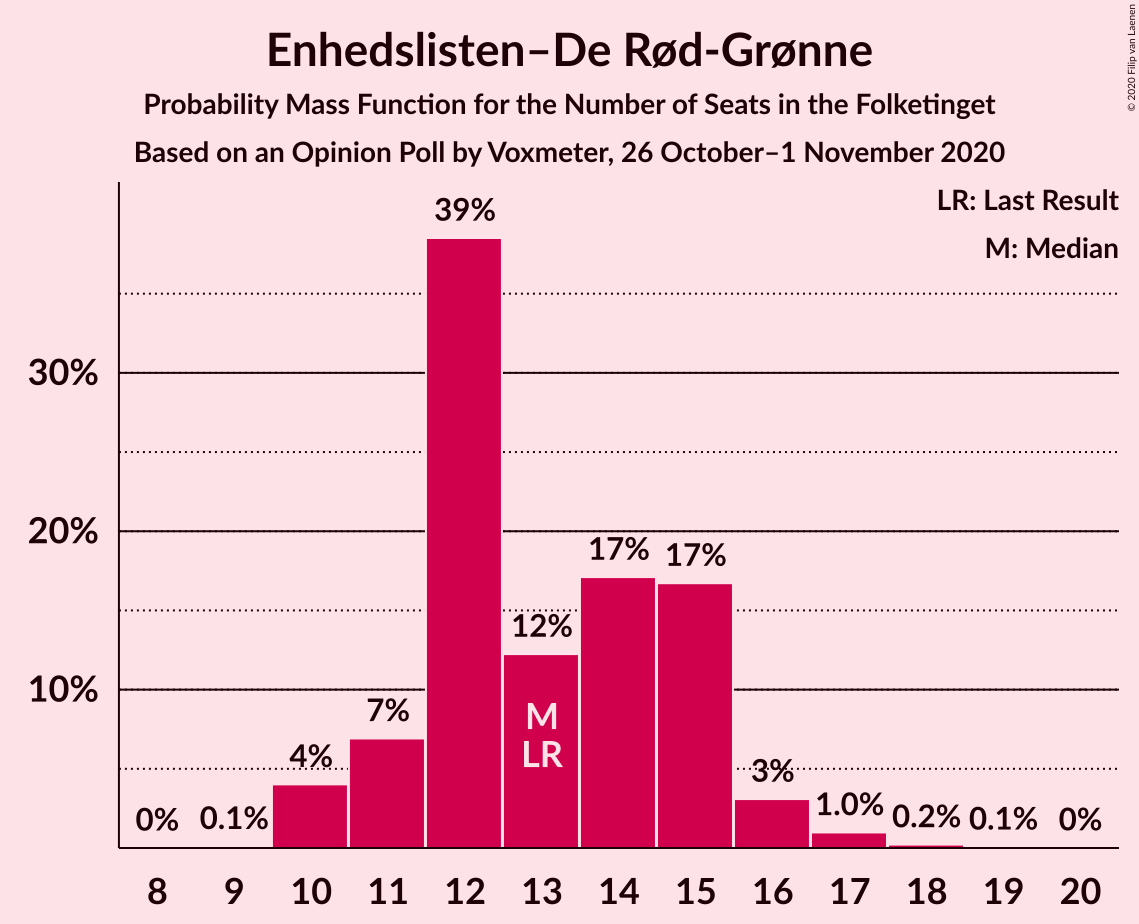 Enhedslisten–De Rød-Grønne
Probability Mass Function for the Number of Seats in the Folketinget
Based on an Opinion Poll by Voxmeter, 26 October–1 November 2020
© 2020 Filip van Laenen
LR: Last Result
M: Median
39%
30%
20%
17%
17%
12%
10%
7%
M
LR
4%
3%
1.0%
0%
0.1%
0.2%
0.1%
0%
8 9 10 11 12 13 14 15 16 17 18 19 20